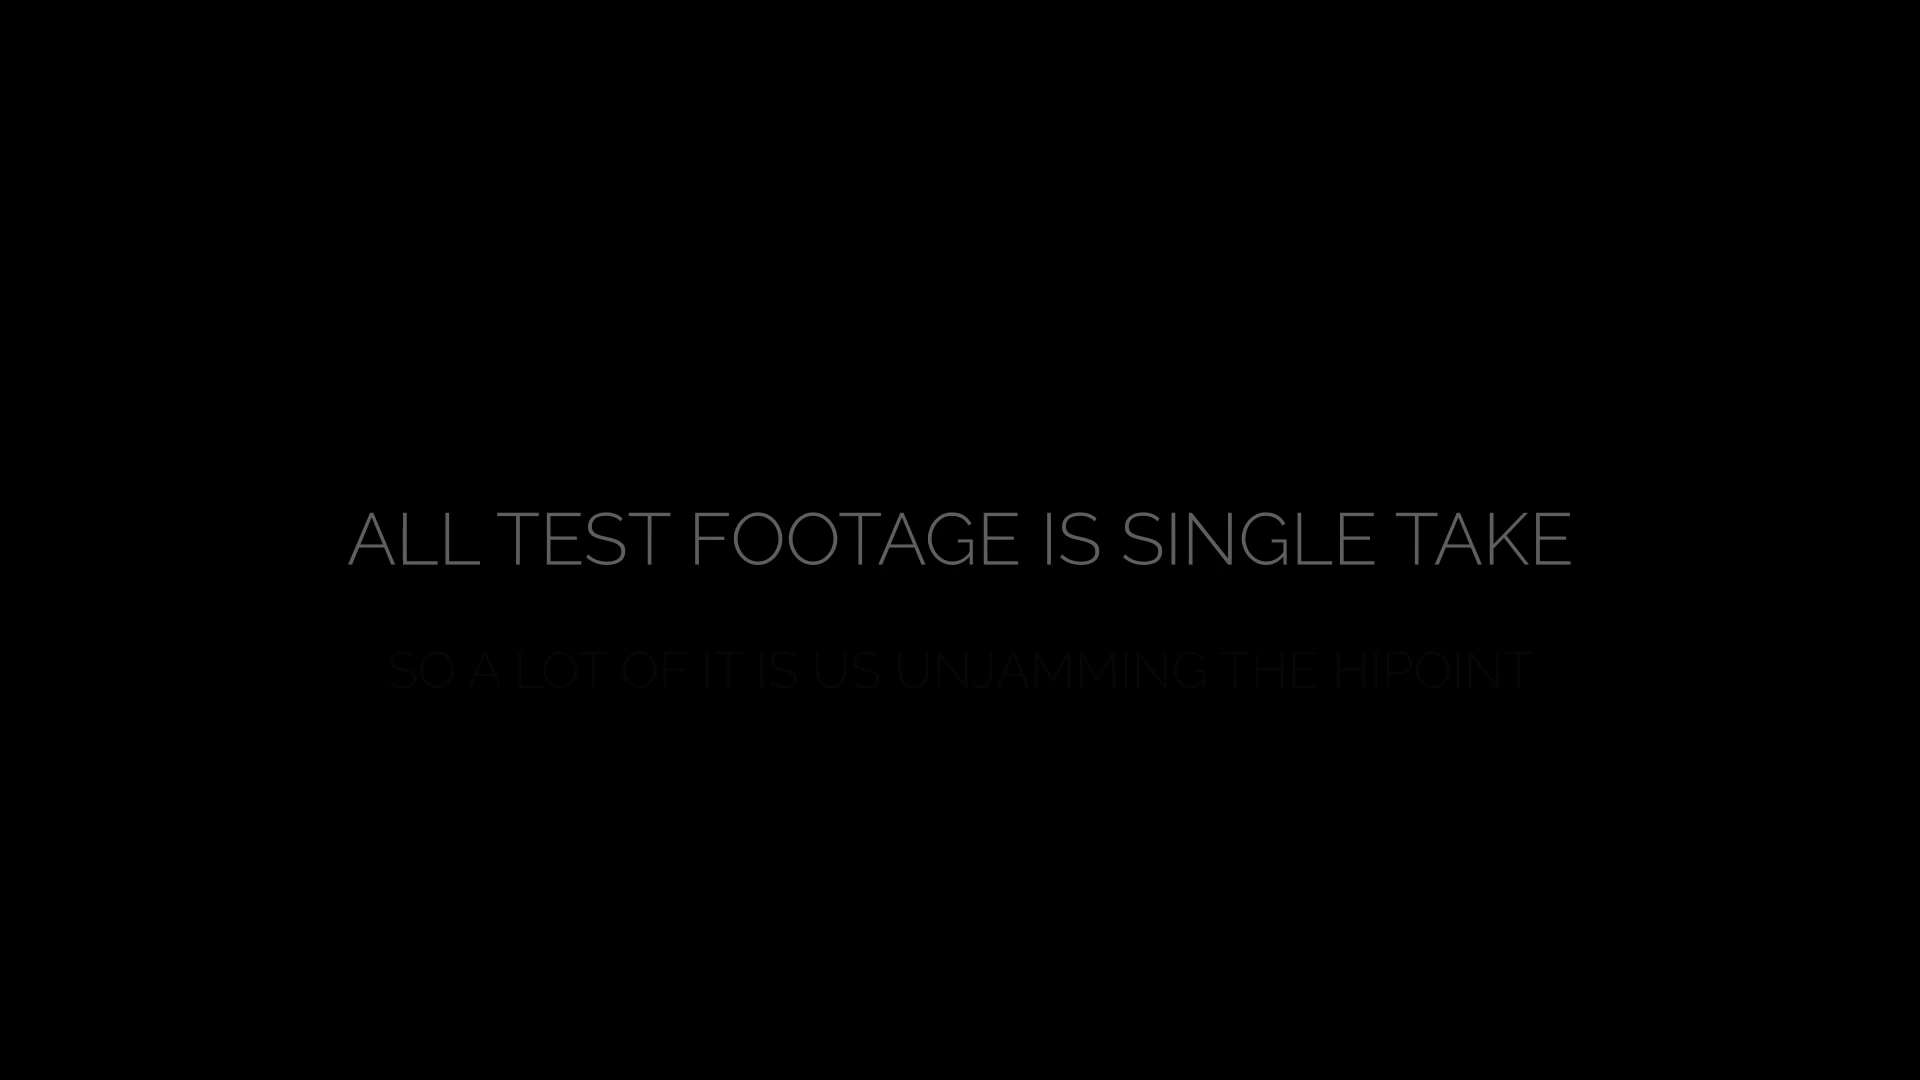 ALL TEST FOOTAGE IS SINGLE TAKE
SO A LOT OF IT IS US UNJAMMING THE HIPOINT